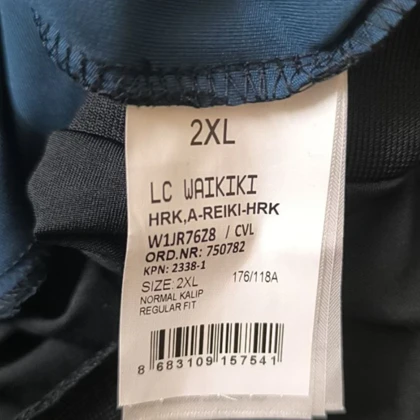 2XL
LC WAIKIKI
HRK,A-REIKI-HRK
W1JR76Z8 / CVL
ORD.NR: 750782
KPN: 2338-1
SIZE: 2XL 176/118A
NORMAL KALIP
REGULAR FIT
8 683109 157541